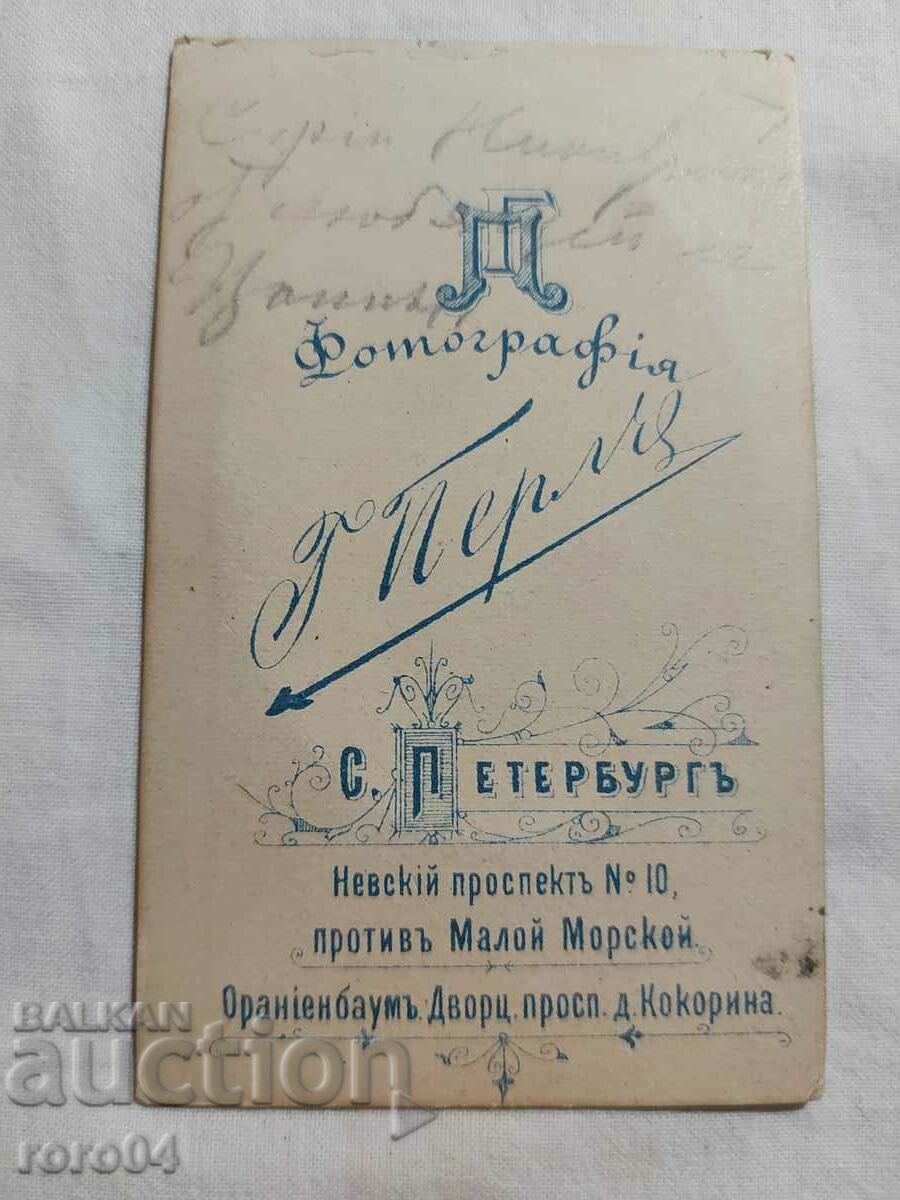 Фотографія
Г Перлъ
С. ПЕТЕРБУРГЪ
Невскій проспектъ № 10,
противъ Малой Морской.
Ораніенбаумъ. Дворц. просп. д. Кокорина.
BALKAN
auction
roro04